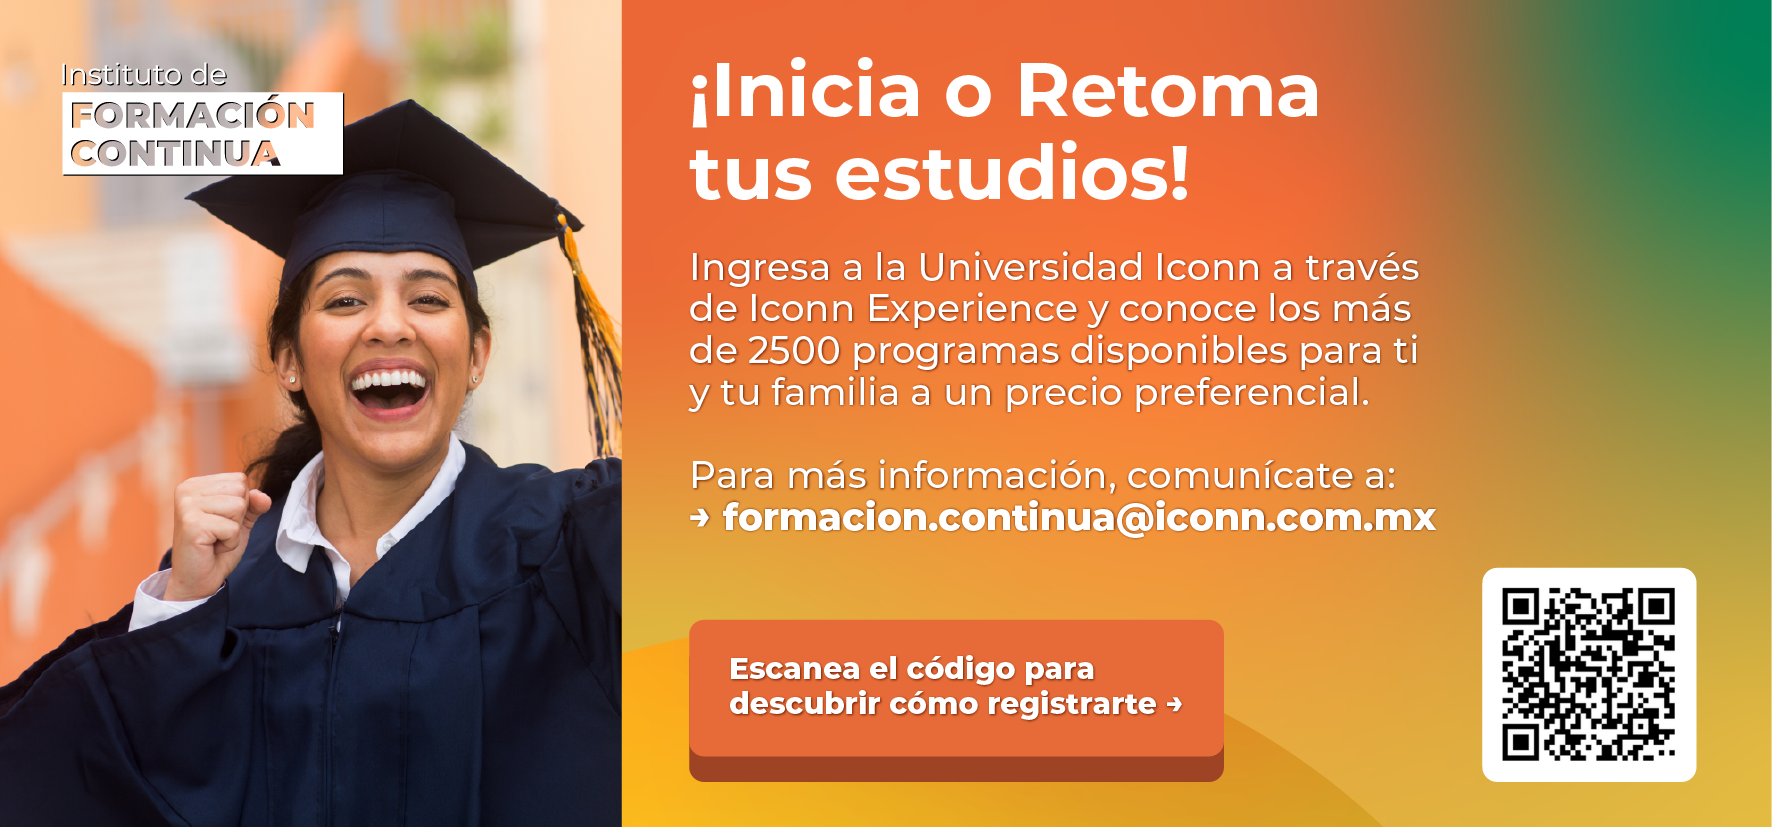 Instituto de
FORMACIÓN
CONTINUA
¡Inicia o Retoma
tus estudios!
Ingresa a la Universidad Iconn a través
de Iconn Experience y conoce los más
de 2500 programas disponibles para ti
y tu familia a un precio preferencial.
Para más información, comunícate a:
→ formacion.continua@iconn.com.mx
Escanea el código para
descubrir cómo registrarte →